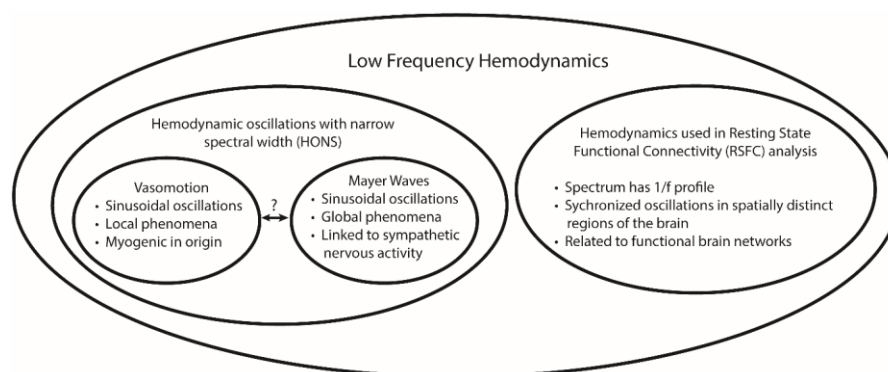 Low Frequency Hemodynamics
Hemodynamic oscillations with narrow
spectral width (HONS)
Vasomotion
• Sinusoidal oscillations
• Local phenomena
• Myogenic in origin
?
Mayer Waves
• Sinusoidal oscillations
• Global phenomena
• Linked to sympathetic
nervous activity
Hemodynamics used in Resting State
Functional Connectivity (RSFC) analysis
• Spectrum has 1/f profile
• Sychronized oscillations in spatially distinct
regions of the brain
• Related to functional brain networks